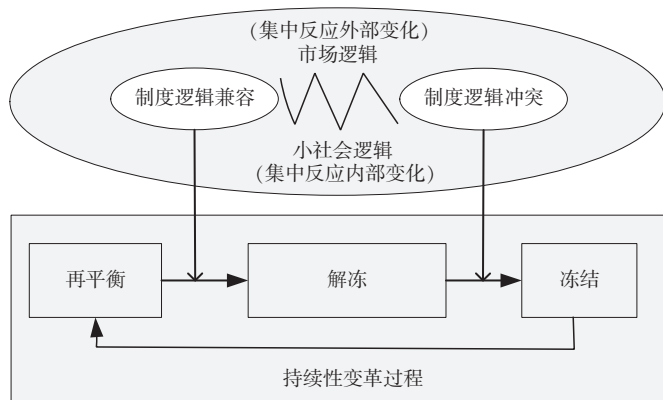 (集中反应外部变化)
市场逻辑
制度逻辑兼容
制度逻辑冲突
小社会逻辑
(集中反应内部变化)
再平衡
解冻
冻结
持续性变革过程